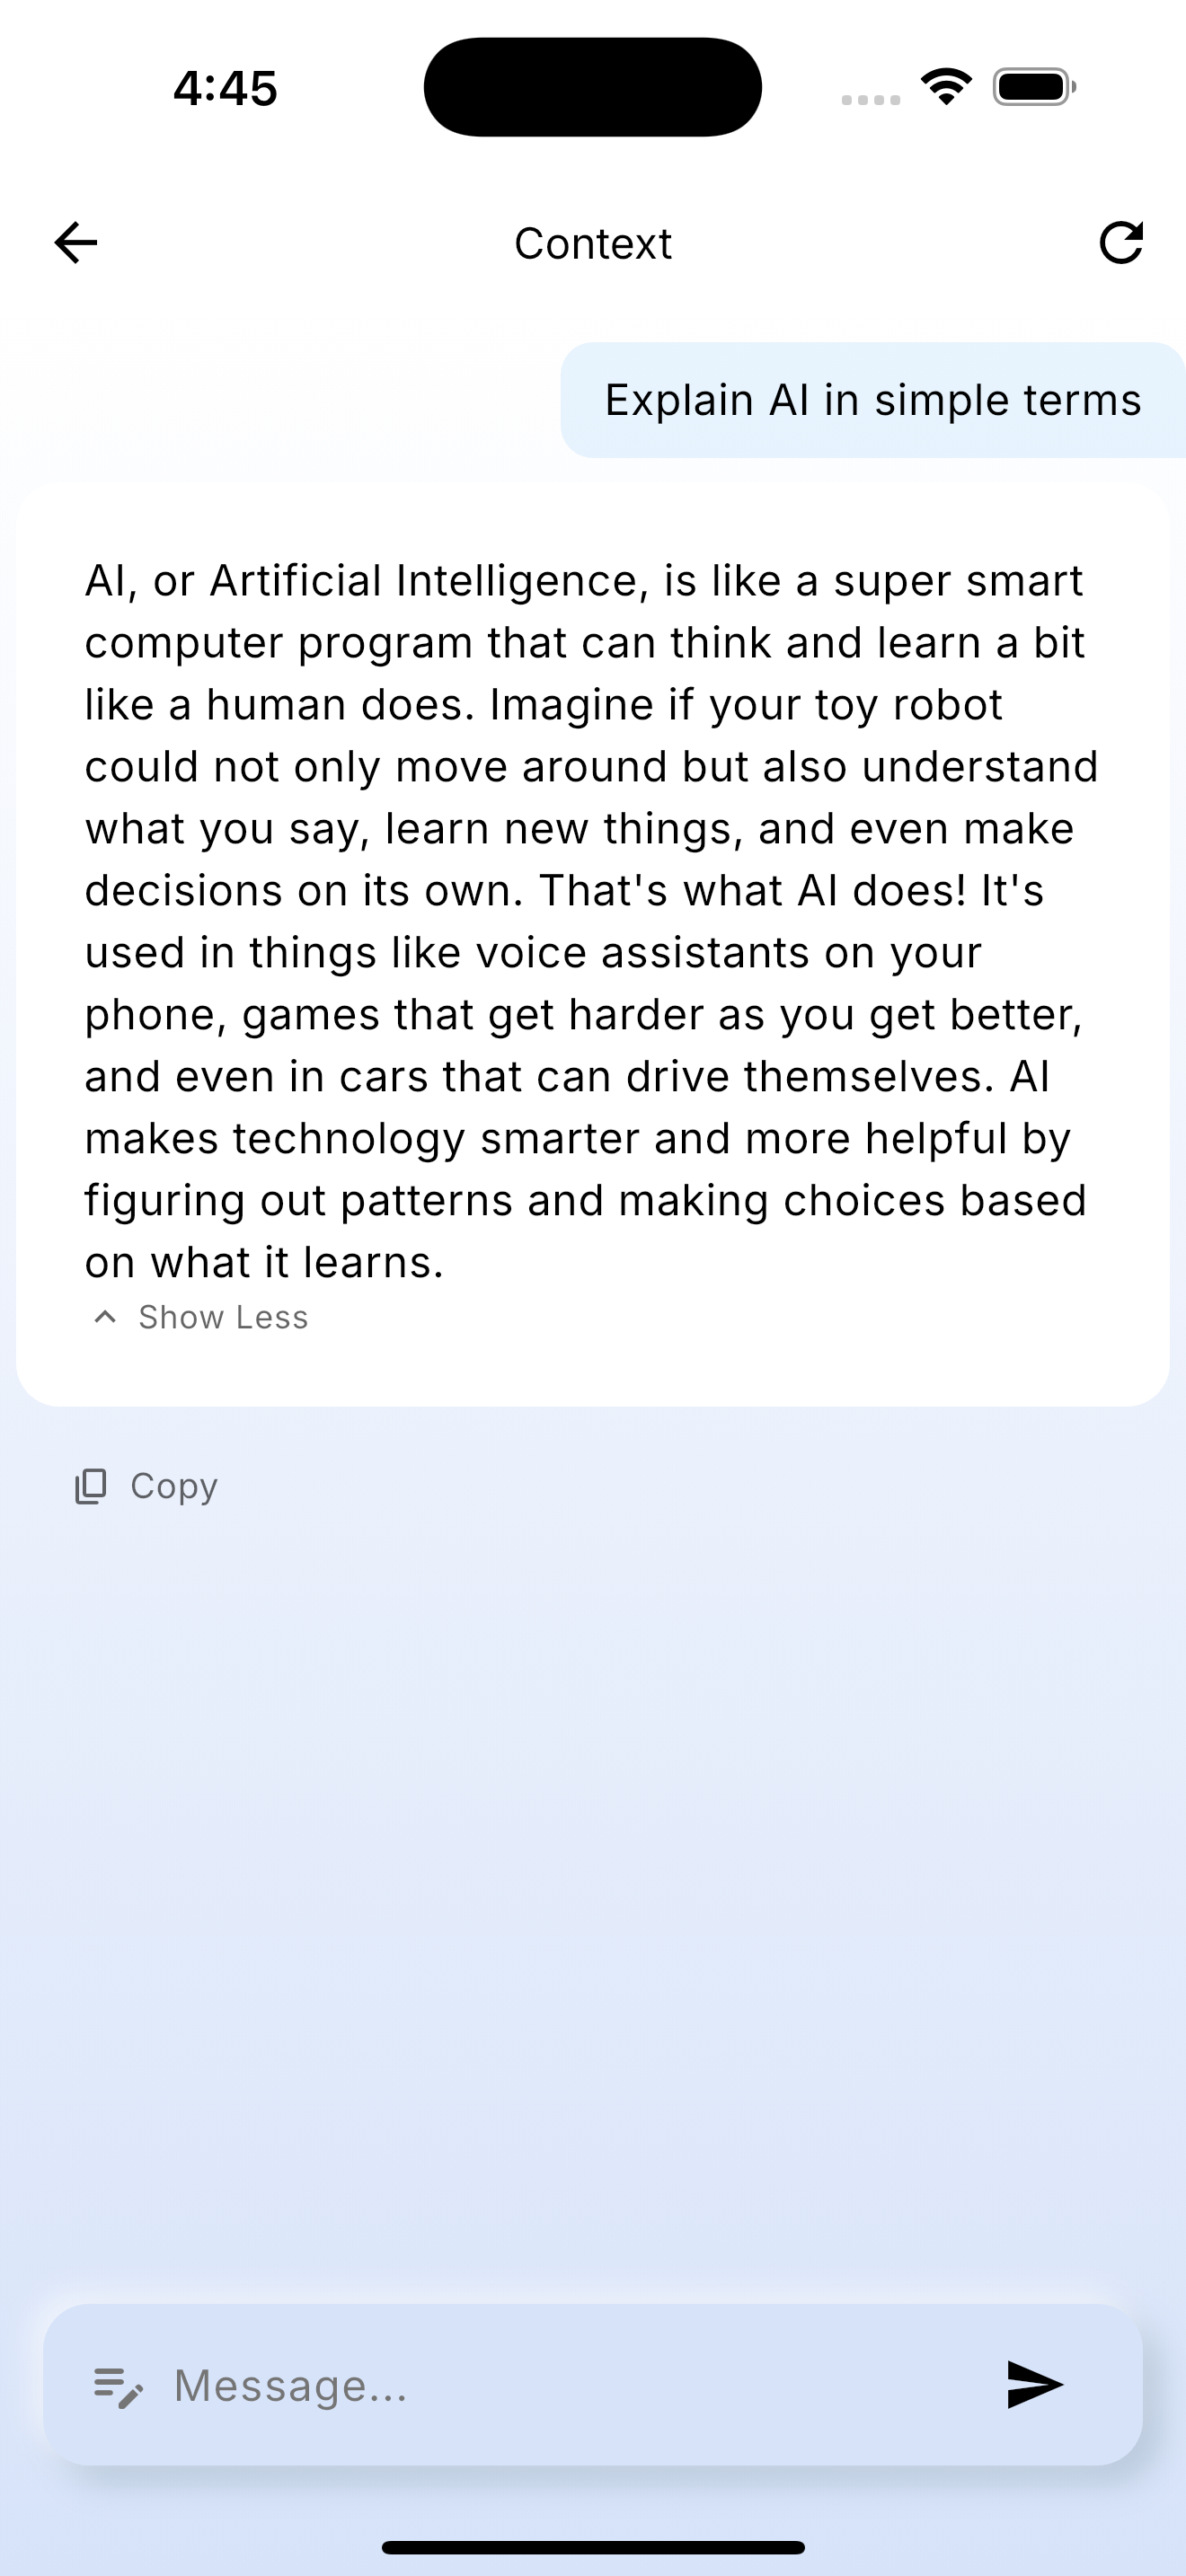 4:45
Context
Explain AI in simple terms
AI, or Artificial Intelligence, is like a super smart
computer program that can think and learn a bit
like a human does. Imagine if your toy robot
could not only move around but also understand
what you say, learn new things, and even make
decisions on its own. That's what AI does! It's
used in things like voice assistants on your
phone, games that get harder as you get better,
and even in cars that can drive themselves. AI
makes technology smarter and more helpful by
figuring out patterns and making choices based
on what it learns.
Show Less
Copy
Message...